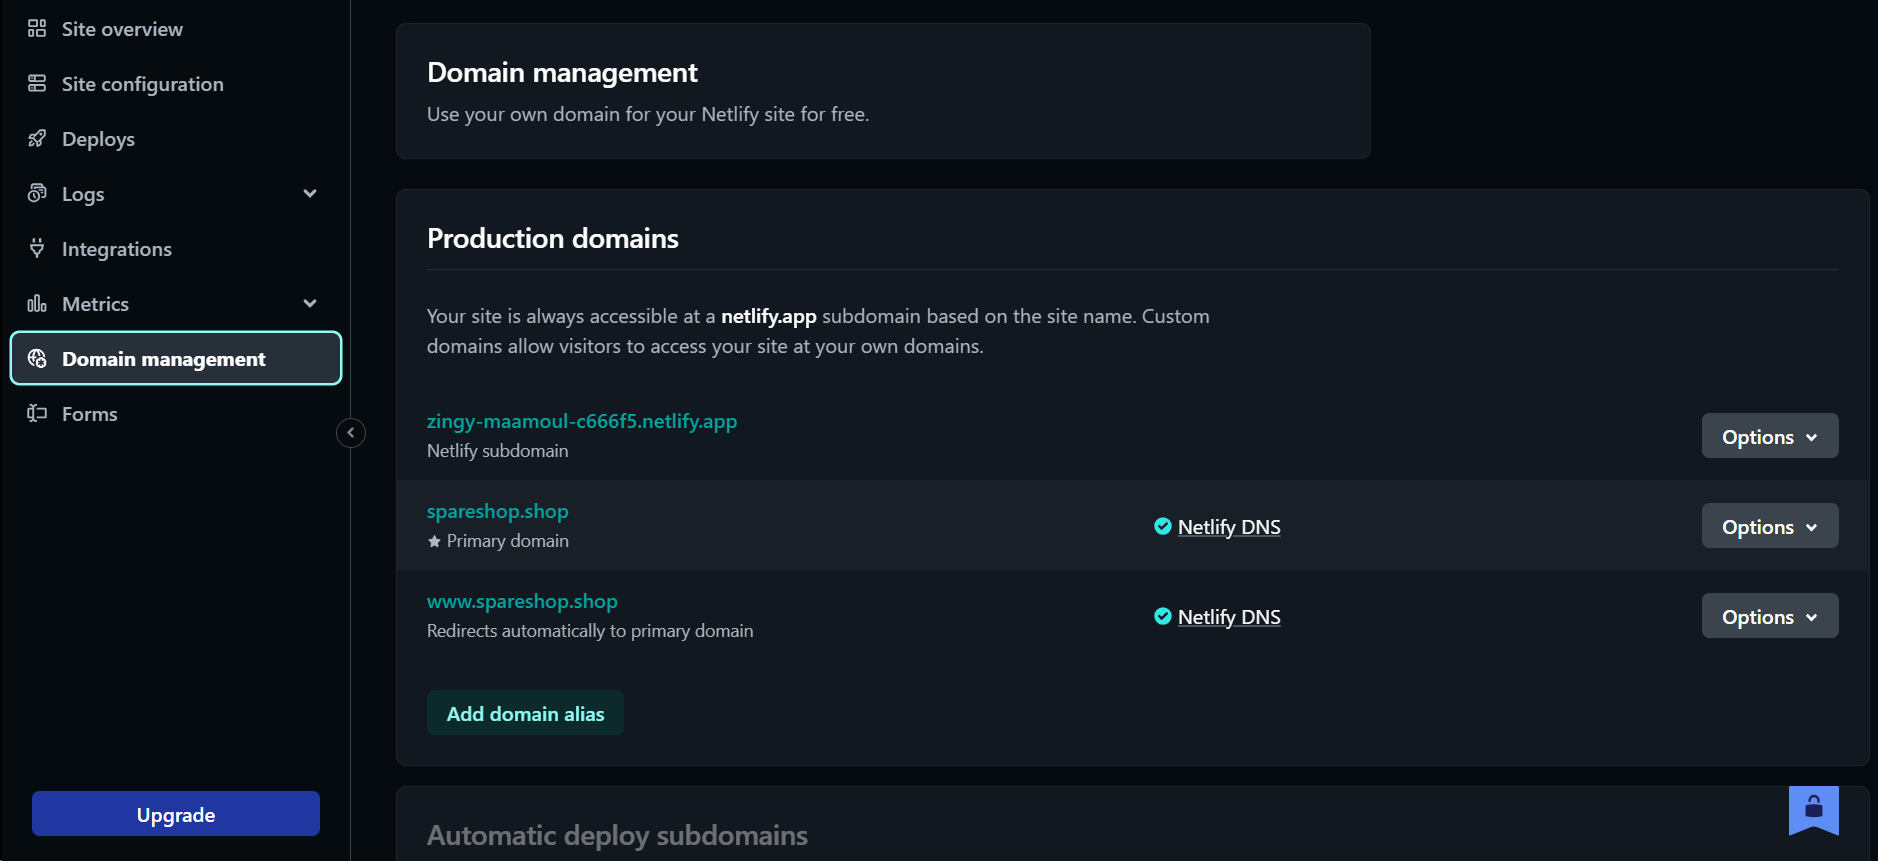 Site overview
Site configuration
Deploys
Logs
Integrations
Metrics
Domain management
Forms
Upgrade
Domain management
Use your own domain for your Netlify site for free.
Production domains
Your site is always accessible at a netlify.app subdomain based on the site name. Custom
domains allow visitors to access your site at your own domains.
zingy-maamoul-c666f5.netlify.app
Netlify subdomain
Options
spareshop.shop
Primary domain
Netlify DNS
Options
www.spareshop.shop
Redirects automatically to primary domain
Netlify DNS
Options
Add domain alias
Automatic deploy subdomains